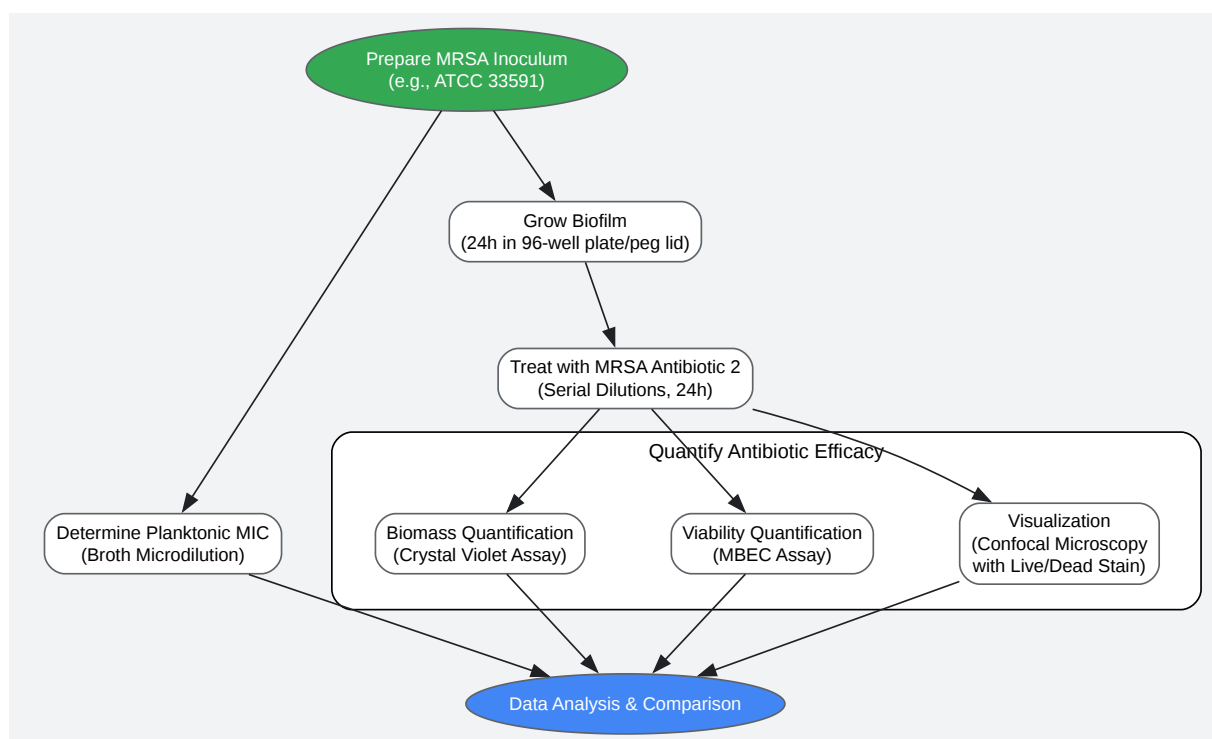 Prepare MRSA Inoculum
(e.g., ATCC 33591)
Grow Biofilm
(24h in 96-well plate/peg lid)
Treat with MRSA Antibiotic 2
(Serial Dilutions, 24h)
Quantify Antibiotic Efficacy
Determine Planktonic MIC
(Broth Microdilution)
Biomass Quantification
(Crystal Violet Assay)
Viability Quantification
(MBEC Assay)
Visualization
(Confocal Microscopy
with Live/Dead Stain)
Data Analysis & Comparison